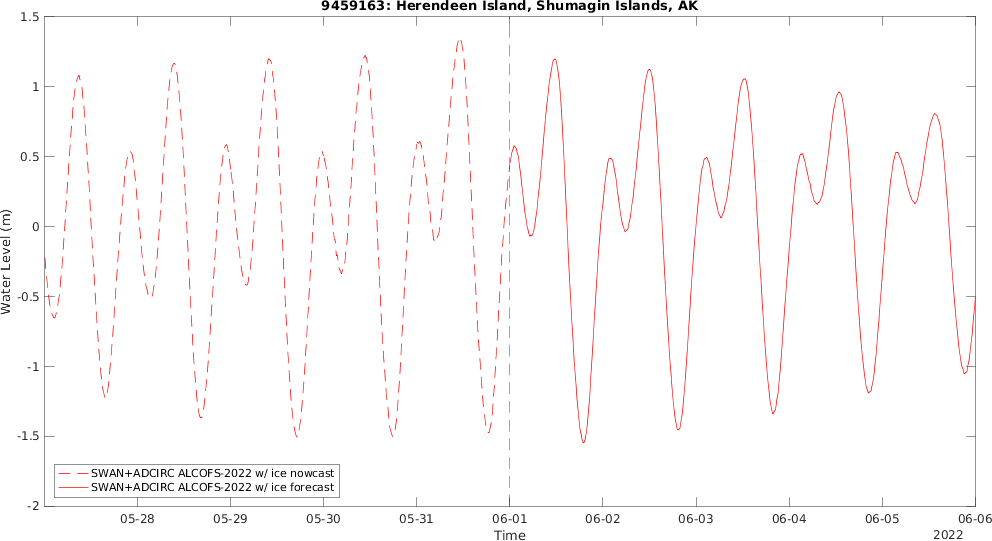 9459163: Herendeen Island, Shumagin Islands, AK
Water Level (m)
1.5
1
0.5
0
-0.5
-1
-1.5
-2
SWAN+ADCIRC ALCOFS-2022 w/ ice nowcast
SWAN+ADCIRC ALCOFS-2022 w/ ice forecast
05-28 05-29 05-30 05-31 06-01 06-02 06-03 06-04 06-05 06-06
Time
2022